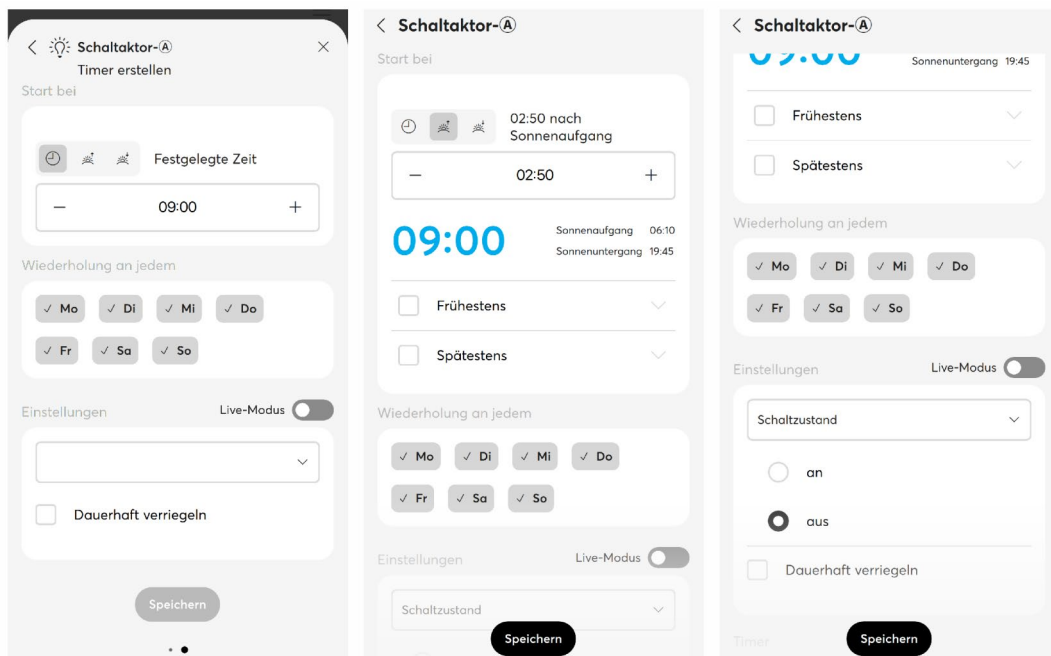 Schaltaktor-Ⓐ
Timer erstellen
Start bei
Festgelegte Zeit
− 09:00 +
Wiederholung an jedem
✓ Mo ✓ Di ✓ Mi ✓ Do
✓ Fr ✓ Sa ✓ So
Einstellungen Live-Modus
Dauerhaft verriegeln
Speichern
Schaltaktor-Ⓐ
Start bei
02:50 nach
Sonnenaufgang
− 02:50 +
09:00
Sonnenaufgang 06:10
Sonnenuntergang 19:45
Frühestens
Spätestens
Wiederholung an jedem
✓ Mo ✓ Di ✓ Mi ✓ Do
✓ Fr ✓ Sa ✓ So
Einstellungen Live-Modus
Schaltzustand
Speichern
Schaltaktor-Ⓐ
09:00
Sonnenuntergang 19:45
Frühestens
Spätestens
Wiederholung an jedem
✓ Mo ✓ Di ✓ Mi ✓ Do
✓ Fr ✓ Sa ✓ So
Einstellungen Live-Modus
Schaltzustand
an
aus
Dauerhaft verriegeln
Timer
Speichern